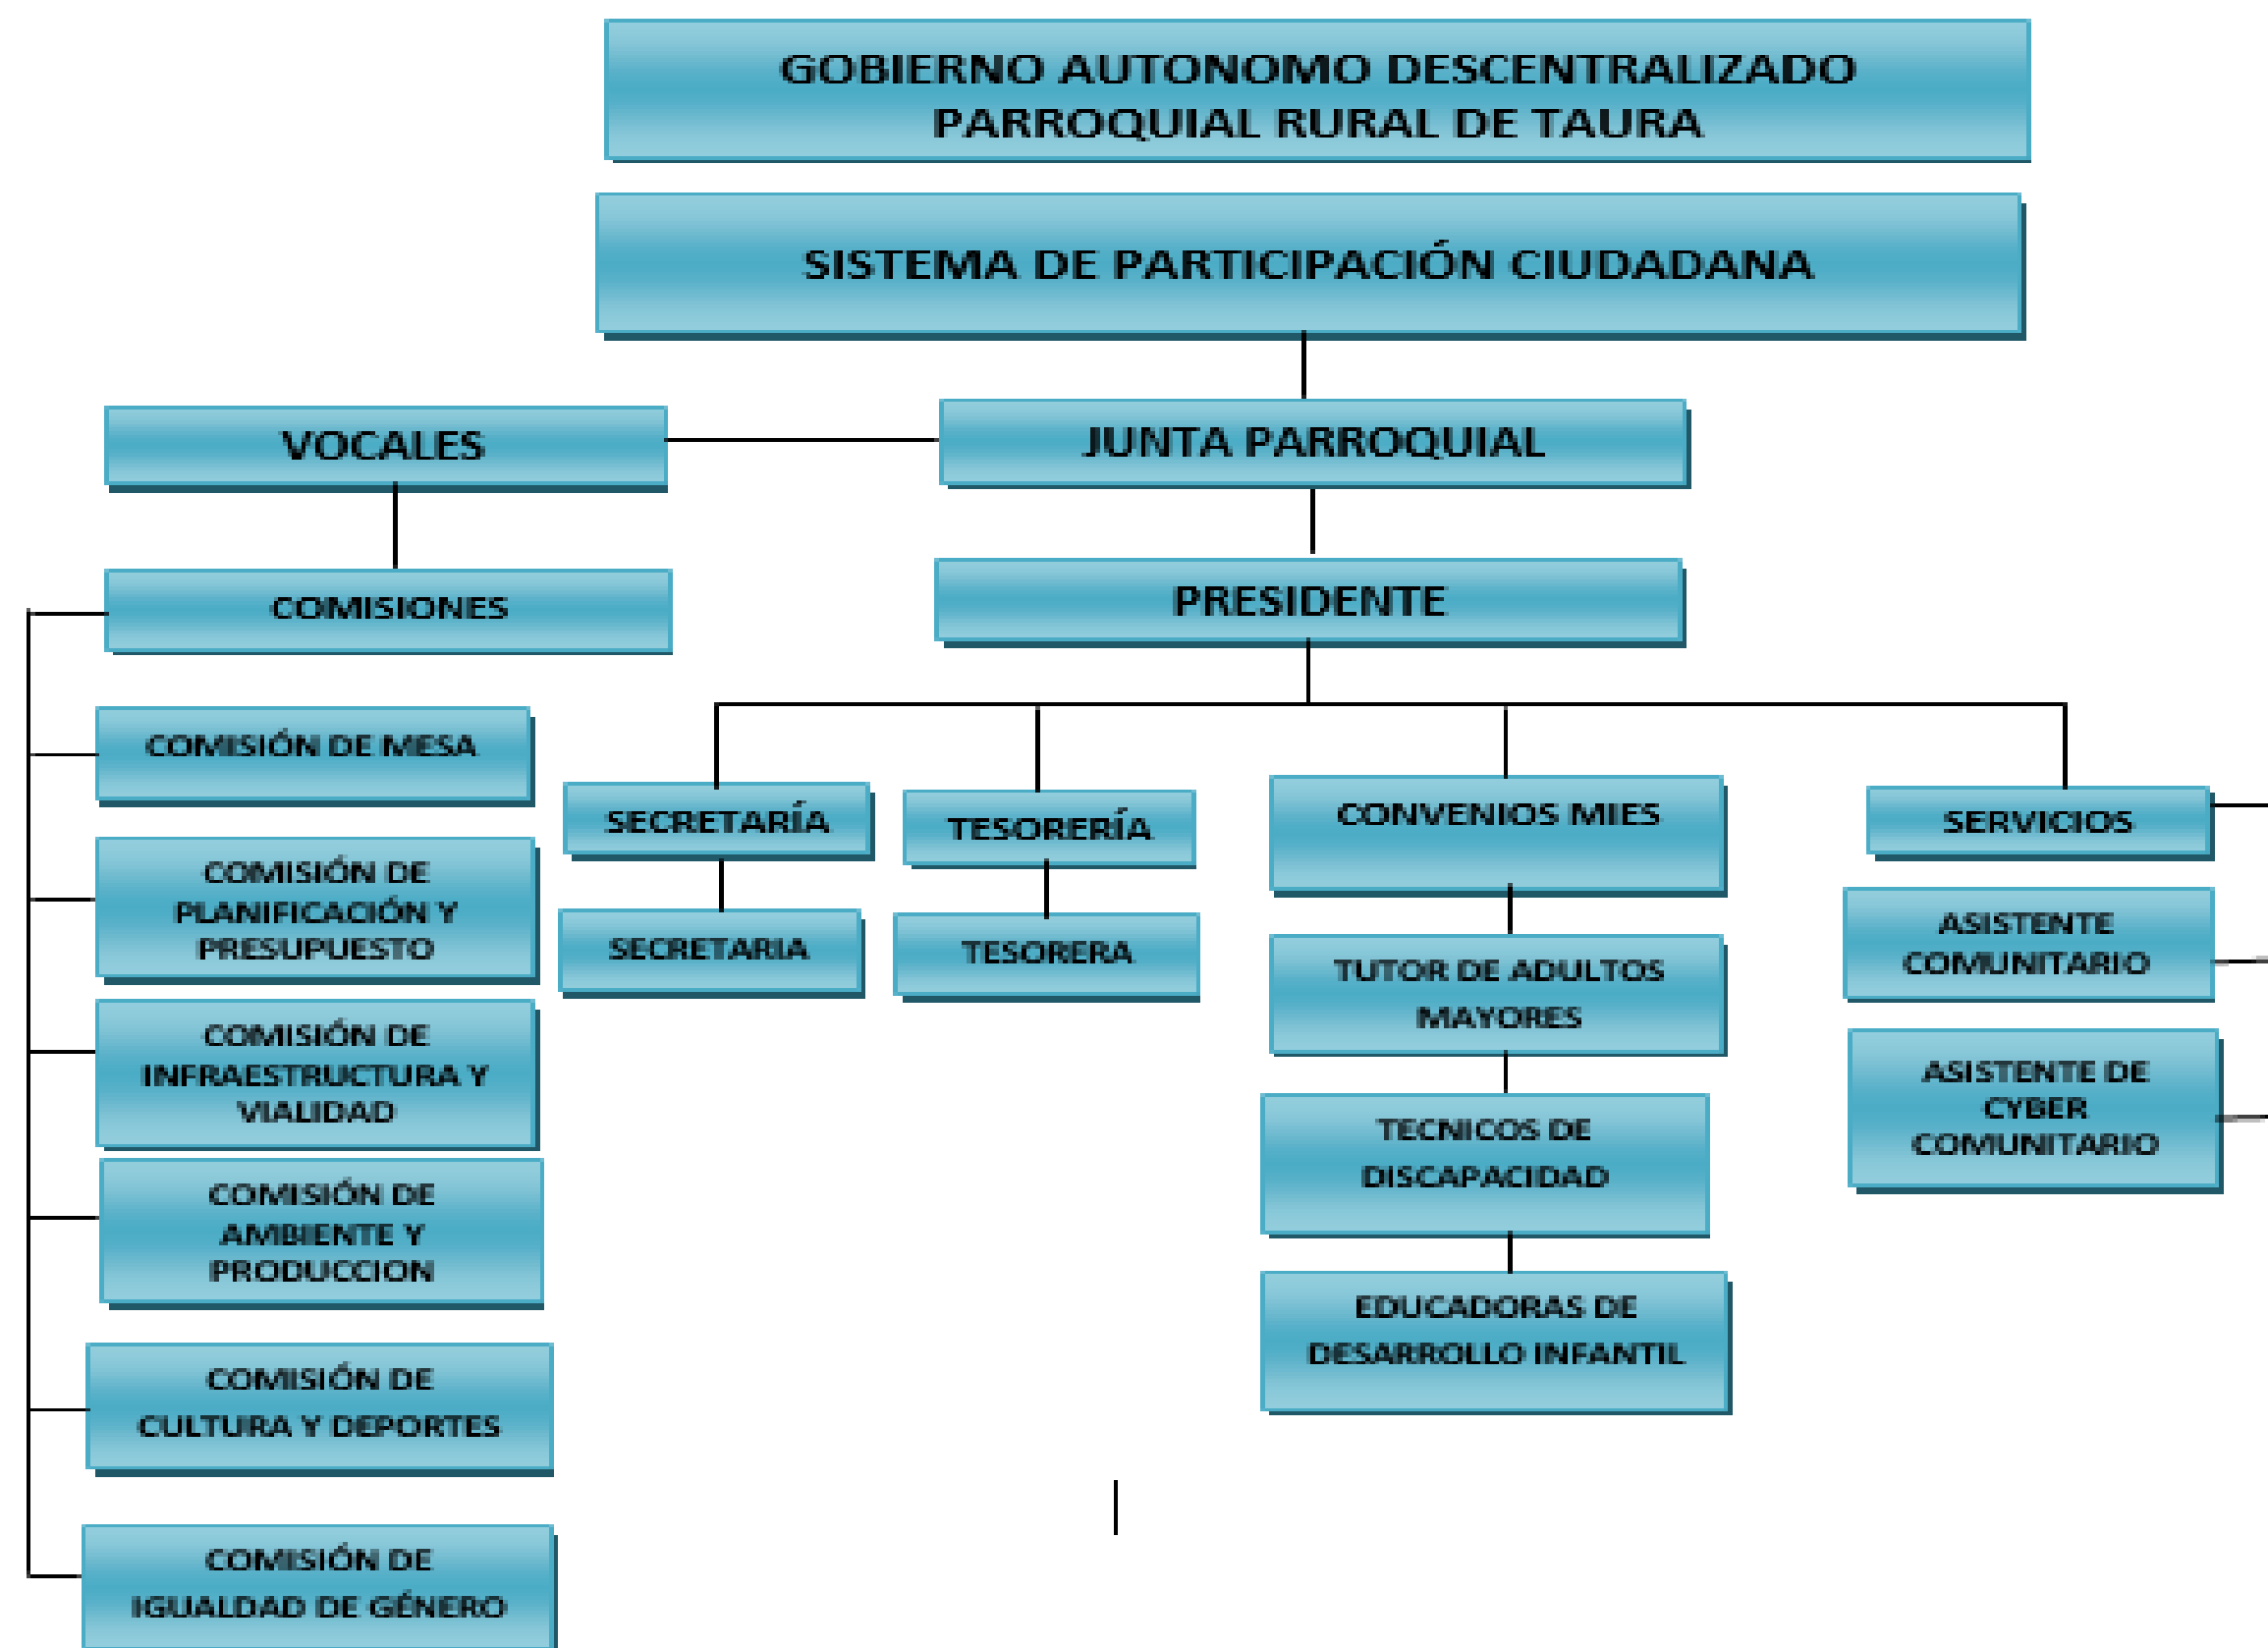 GOBIERNO AUTONOMO DESCENTRALIZADO
PARROQUIAL RURAL DE TAURA
SISTEMA DE PARTICIPACIÓN CIUDADANA
VOCALES
JUNTA PARROQUIAL
COMISIONES
PRESIDENTE
COMISIÓN DE MESA
COMISIÓN DE
PLANIFICACIÓN Y
PRESUPUESTO
COMISIÓN DE
INFRAESTRUCTURA Y
VIALIDAD
COMISIÓN DE
AMBIENTE Y
PRODUCCION
COMISIÓN DE
CULTURA Y DEPORTES
COMISIÓN DE
IGUALDAD DE GÉNERO
SECRETARÍA
SECRETARIA
TESORERÍA
TESORERA
CONVENIOS MIES
TUTOR DE ADULTOS
MAYORES
TECNICOS DE
DISCAPACIDAD
EDUCADORAS DE
DESARROLLO INFANTIL
SERVICIOS
ASISTENTE
COMUNITARIO
ASISTENTE DE
CYBER
COMUNITARIO